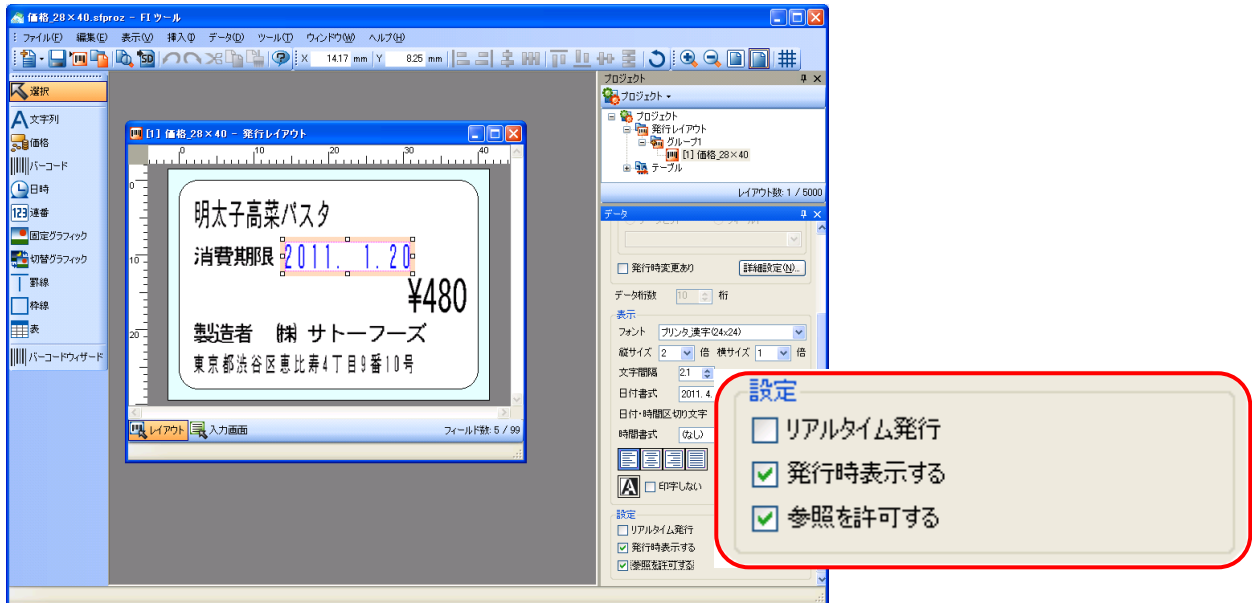 価格_28×40.sfproz - FI ツール
ファイル(F) 編集(E) 表示(V) 挿入(I) データ(D) ツール(T) ウィンドウ(W) ヘルプ(H)
SD X 14.17 mm Y 8.25 mm
選択
文字列
価格
バーコード
日時
123 連番
固定グラフィック
切替グラフィック
罫線
枠線
表
バーコードウィザード
[1] 価格_28×40 - 発行レイアウト
0 10 20 30 40
0
10
20
明太子高菜パスタ
消費期限 2011. 1.20
¥480
製造者 ㈱ サトーフーズ
東京都渋谷区恵比寿4丁目9番10号
レイアウト 入力画面 フィールド数: 5 / 99
プロジェクト
プロジェクト
プロジェクト
発行レイアウト
グループ1
[1] 価格_28×40
テーブル
レイアウト数: 1 / 5000
データ
発行時変更あり 詳細設定(N)...
データ桁数 10 桁
表示
フォント プリンタ_漢字(24×24)
縦サイズ 2 倍 横サイズ 1 倍
文字間隔 2.1
日付書式 2011. 4.
日付・時間区切り文字
時間書式 (なし)
A 印字しない
設定
リアルタイム発行
発行時表示する
参照を許可する
設定
リアルタイム発行
発行時表示する
参照を許可する